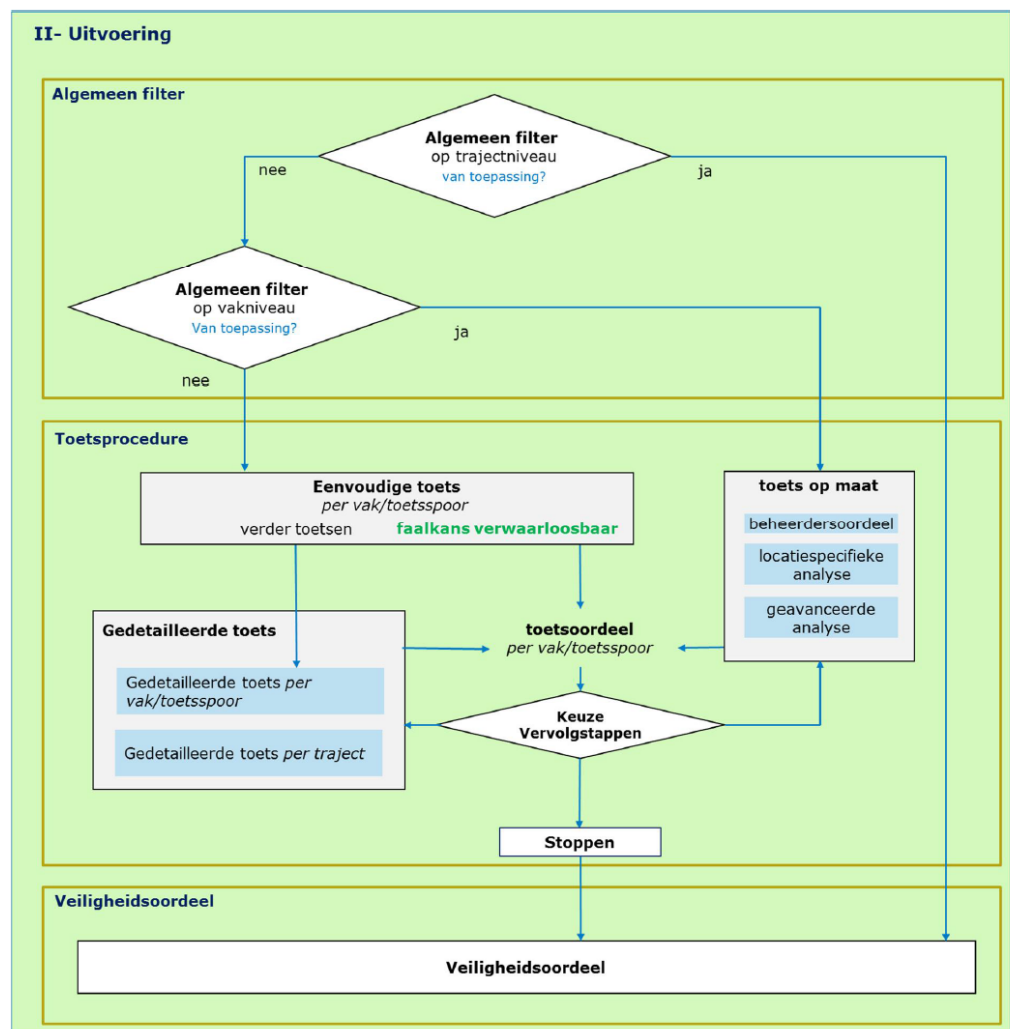 II- Uitvoering
Algemeen filter
Algemeen filter
op trajectniveau
van toepassing?
nee
ja
Algemeen filter
op vakniveau
Van toepassing?
ja
nee
Toetsprocedure
Eenvoudige toets
per vak/toetsspoor
verder toetsen
faalkans verwaarloosbaar
toets op maat
beheerdersoordeel
locatiespecifieke
analyse
geavanceerde
analyse
Gedetailleerde toets
Gedetailleerde toets per
vak/toetsspoor
Gedetailleerde toets per traject
toetsoordeel
per vak/toetsspoor
Keuze
Vervolgstappen
Stoppen
Veiligheidsoordeel
Veiligheidsoordeel